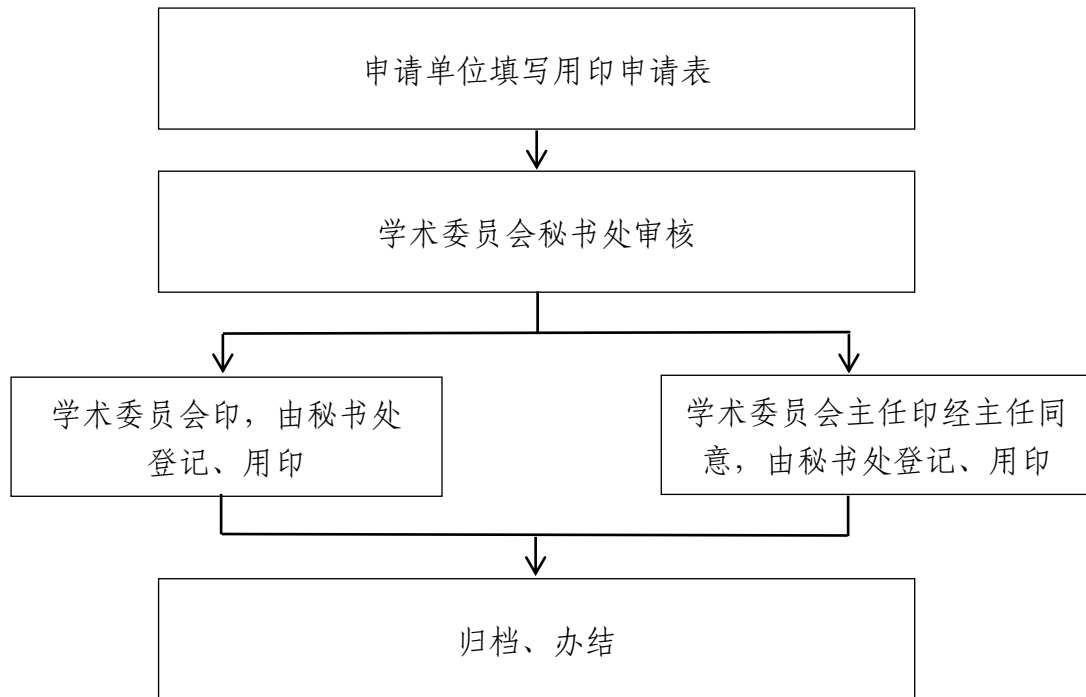 申请单位填写用印申请表
学术委员会秘书处审核
学术委员会印，由秘书处
登记、用印
学术委员会主任印经主任同
意，由秘书处登记、用印
归档、办结